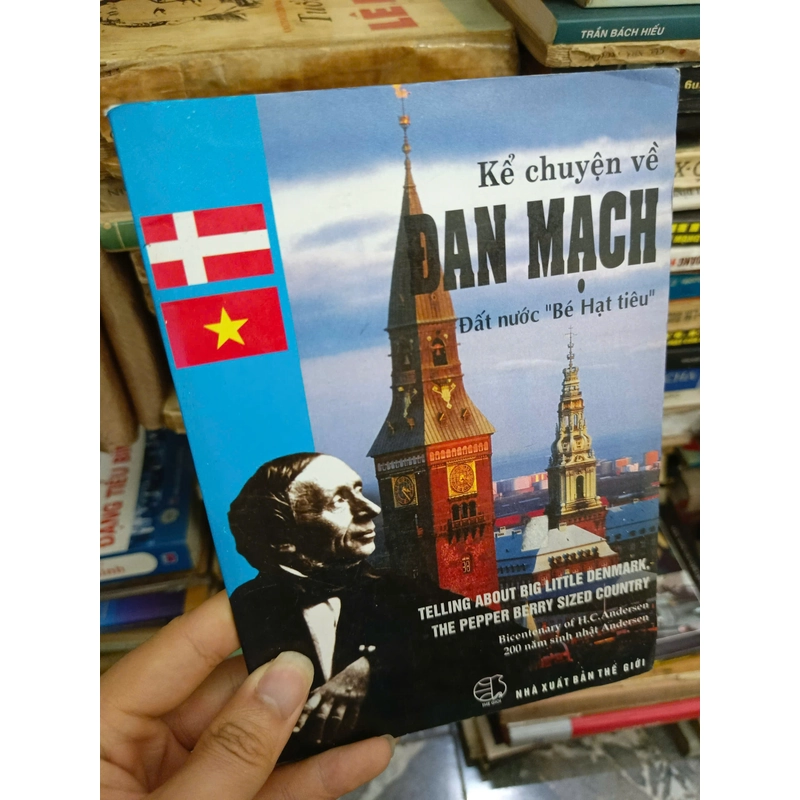 LÊ
TRẦN BÁCH HIẾU
Kể chuyện về
ĐAN MẠCH
Đất nước "Bé Hạt tiêu"
TELLING ABOUT BIG LITTLE DENMARK.
THE PEPPER BERRY SIZED COUNTRY
Bicentenary of H.C.Andersen
200 năm sinh nhật Andersen
NHÀ XUẤT BẢN THẾ GIỚI